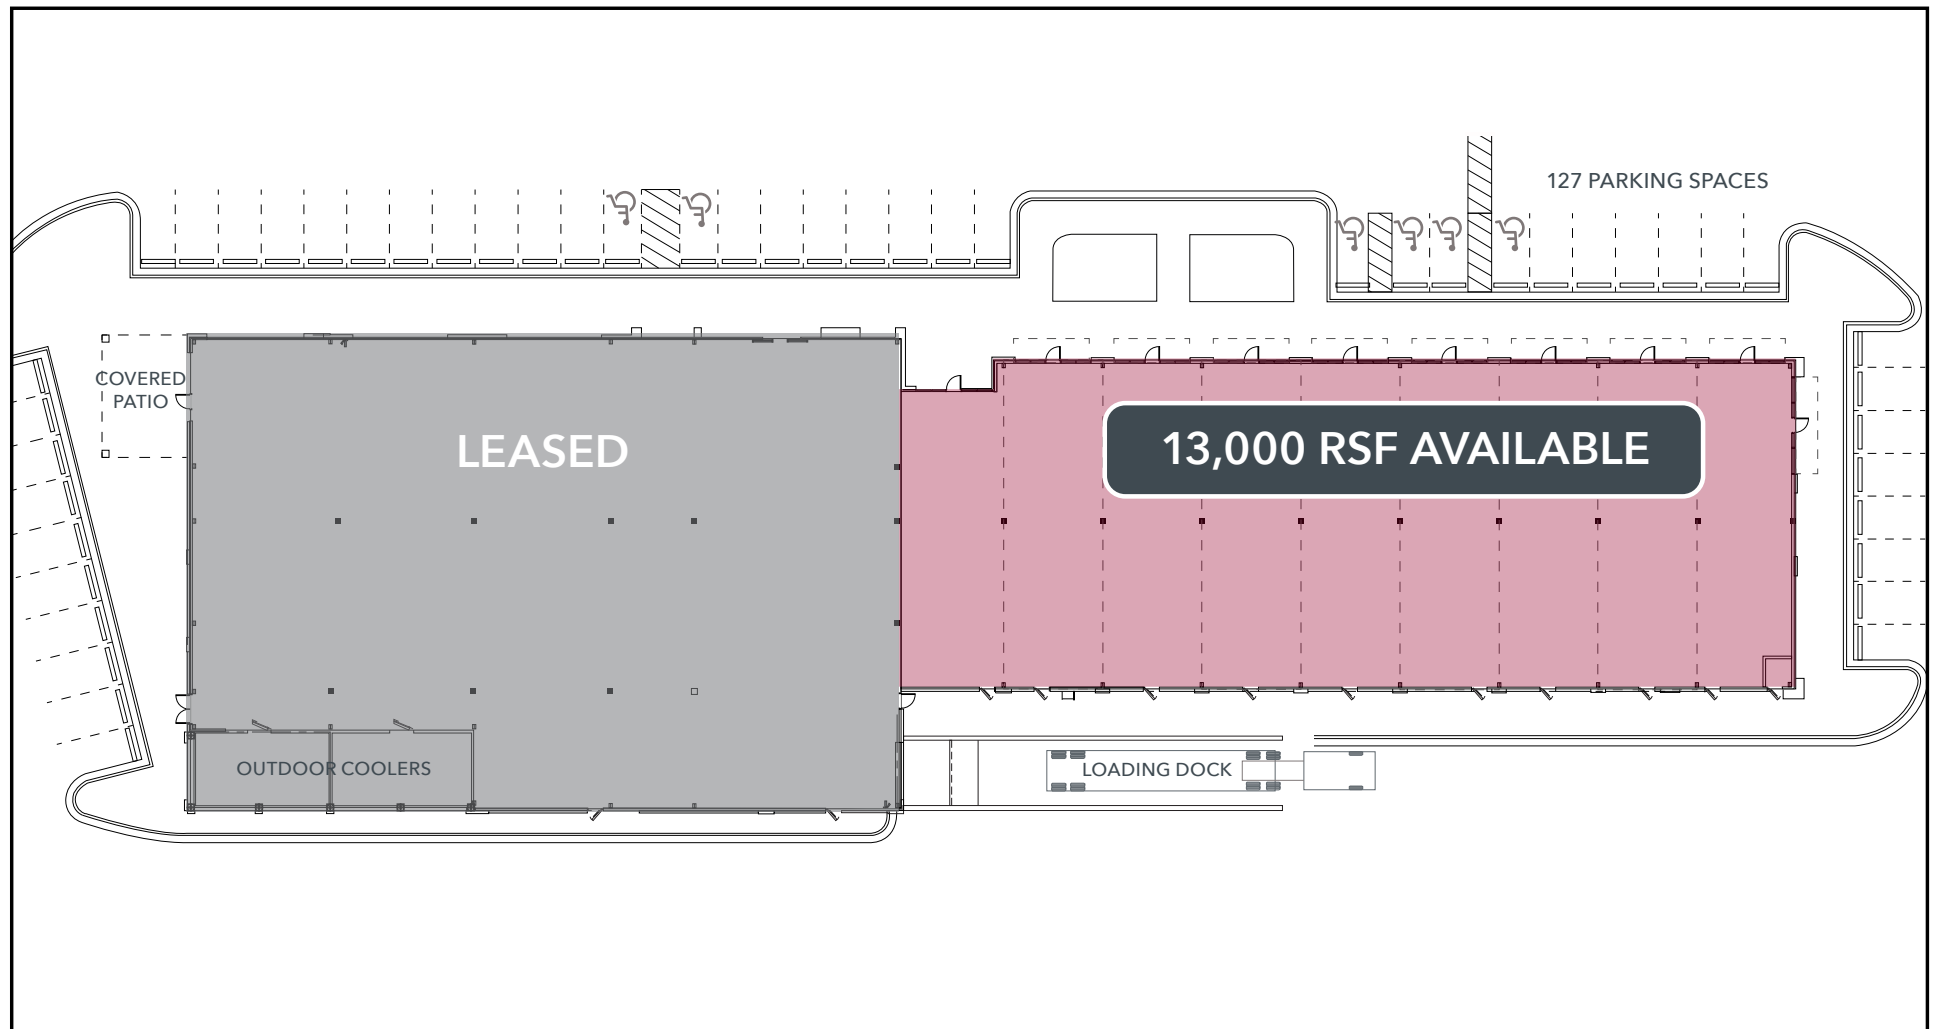 127 PARKING SPACES
COVERED
PATIO
LEASED
13,000 RSF AVAILABLE
OUTDOOR COOLERS
LOADING DOCK